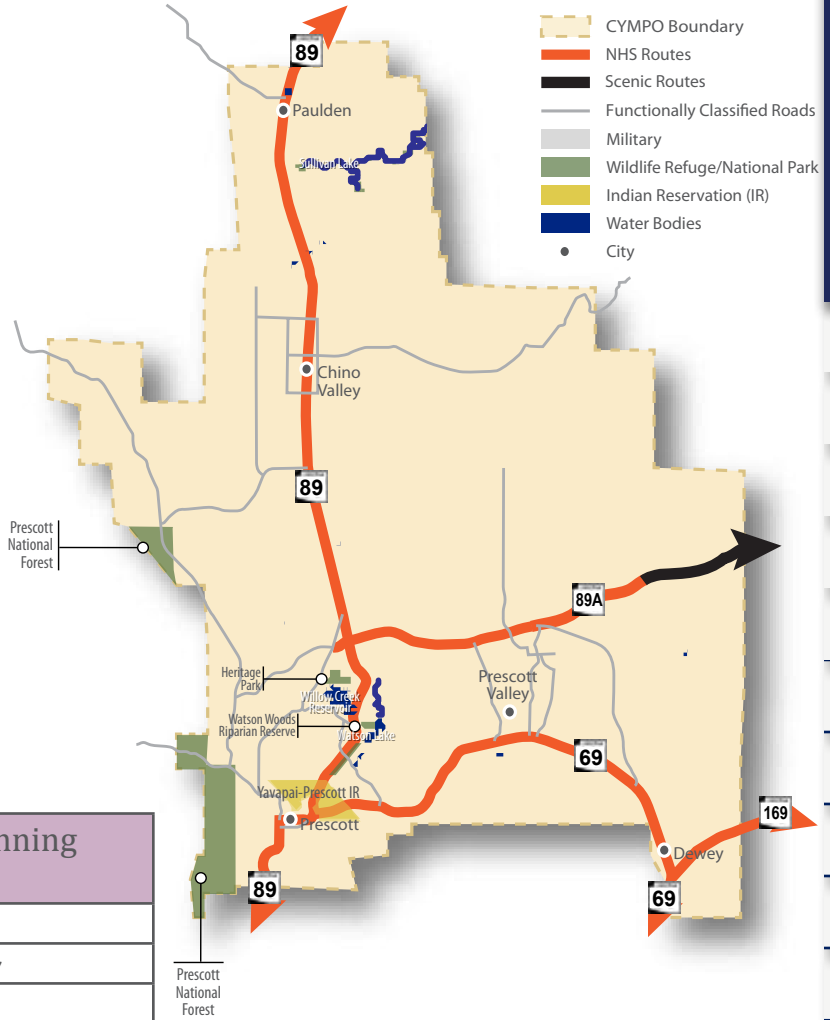 CYMPO Boundary
NHS Routes
Scenic Routes
Functionally Classified Roads
Military
Wildlife Refuge/National Park
Indian Reservation (IR)
Water Bodies
City
89
Paulden
Sullivan Lake
Chino
Valley
89
Prescott
National
Forest
89A
Heritage
Park
Willow Creek
Reservoir
Prescott
Valley
Watson Woods
Riparian Reserve
Watson Lake
69
Yavapai-Prescott IR
Prescott
169
Dewey
89
69
Prescott
National
Forest